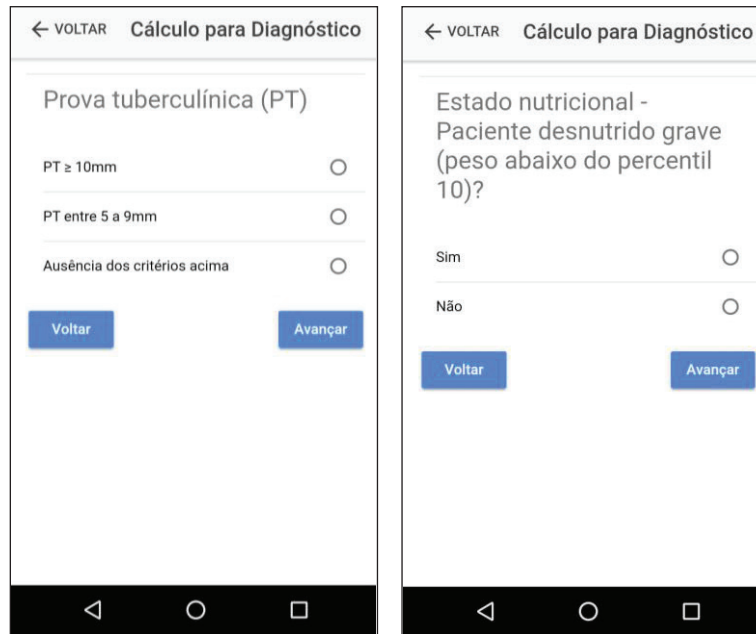 ← VOLTAR Cálculo para Diagnóstico
Prova tuberculínica (PT)
PT ≥ 10mm
PT entre 5 a 9mm
Ausência dos critérios acima
Voltar Avançar
← VOLTAR Cálculo para Diagnóstico
Estado nutricional -
Paciente desnutrido grave
(peso abaixo do percentil
10)?
Sim
Não
Voltar Avançar